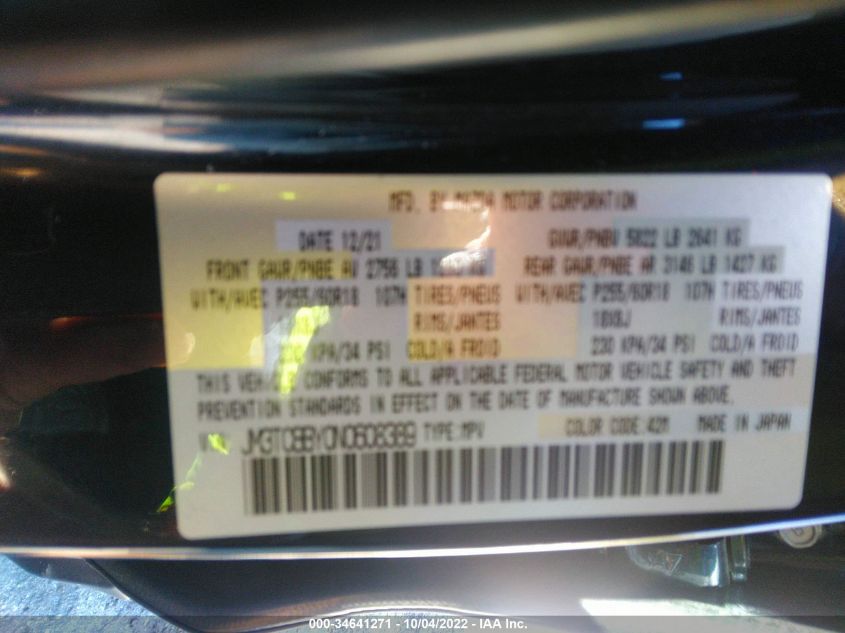 MFD. BY MAZDA MOTOR CORPORATION
DATE 12/21 GVWR/PNBV 5822 LB 2641 KG
FRONT GAWR/PNBE AV 2756 LB KG REAR GAWR/PNBE AR 3146 LB 1427 KG
WITH/AVEC P255/60R18 107H TIRES/PNEUS WITH/AVEC P255/60R18 107H TIRES/PNEUS
RIMS/JANTES 18X8J RIMS/JANTES
KPA/34 PSI COLD/A FROID 230 KPA/34 PSI COLD/A FROID
THIS VEHICLE CONFORMS TO ALL APPLICABLE FEDERAL MOTOR VEHICLE SAFETY AND THEFT
PREVENTION STANDARDS IN EFFECT ON THE DATE OF MANUFACTURE SHOWN ABOVE.
TYPE:MPV COLOR CODE:42M MADE IN JAPAN
000-34641271 - 10/04/2022 - IAA Inc.